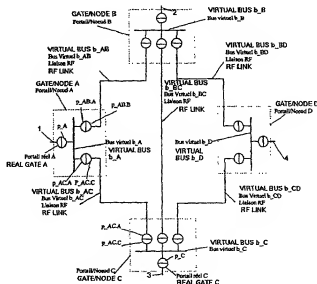 2
GATE/NODE B
Portail/Noeud B
VIRTUAL BUS b_B
Bus virtuel b_B
VIRTUAL
BUS b_AB
Bus Virtuel b_AB
Liaison RF
RF LINK
VIRTUAL BUS
b_BC
Bus Virtuel b_BC
Liaison RF
RF LINK
VIRTUAL BUS b_BD
Bus Virtuel b_BD
Liaison RF
RF LINK
GATE/NODE A
Portail/Noeud A
p_AB.A
p_AB.B
p_A
1
Bus virtuel b_A
VIRTUAL BUS
b_A
Portail réel A
REAL GATE A
p_AC.A
P_AC.C
VIRTUAL
BUS b_AC
Bus Virtuel b_AC
Liaison RF
RF LINK
GATE/NODE D
Portail/Noeud D
Bus virtuel b_D
VIRTUAL
BUS b_D
4
VIRTUAL
BUS b_CD
Bus Virtuel b_CD
Liaison RF
RF LINK
p_AC.A
p_AC.C
VIRTUAL BUS b_C
Bus virtuel b_C
p_C
Portail/Noeud C
GATE/NODE C
Portail réel C
REAL GATE C
3